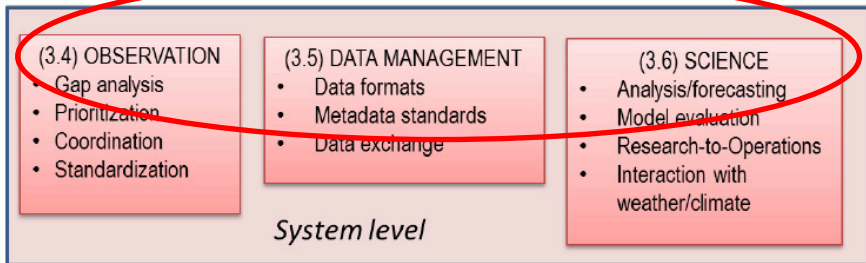 (3.4) OBSERVATION
• Gap analysis
• Prioritization
• Coordination
• Standardization
(3.5) DATA MANAGEMENT
• Data formats
• Metadata standards
• Data exchange
(3.6) SCIENCE
• Analysis/forecasting
• Model evaluation
• Research-to-Operations
• Interaction with
weather/climate
System level